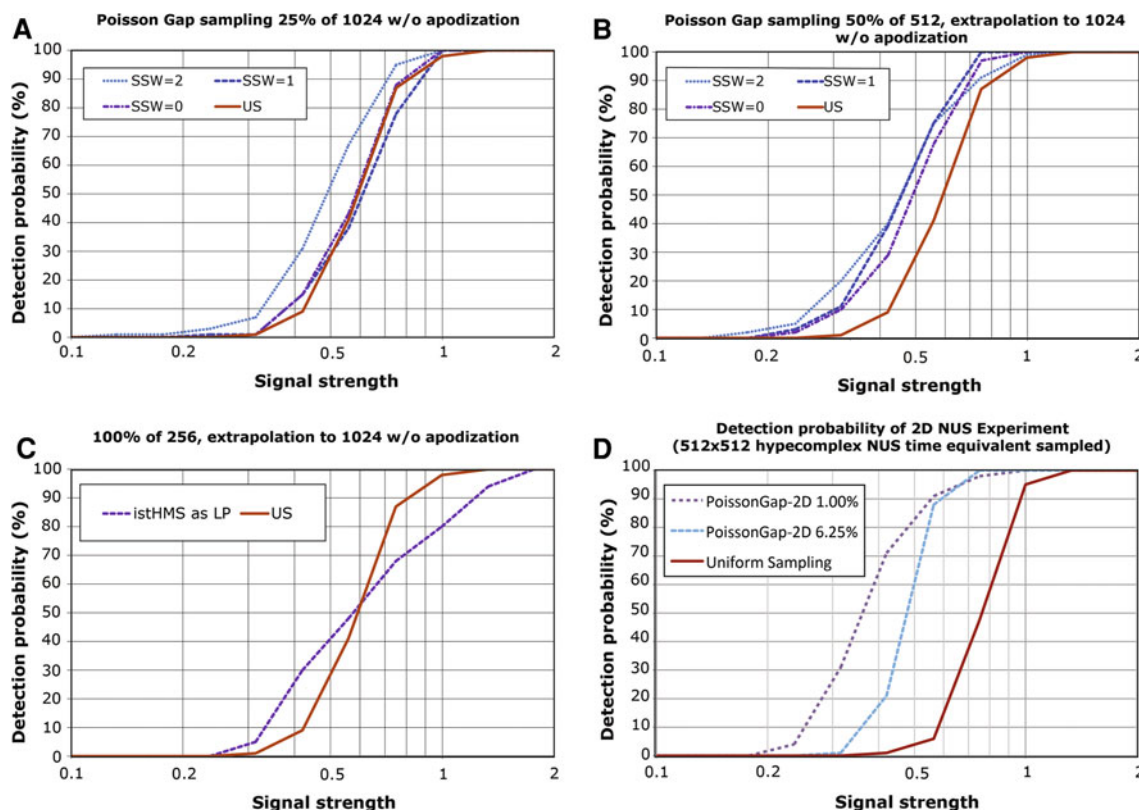 A
Poisson Gap sampling 25% of 1024 w/o apodization
Detection probability (%)
100
90
80
70
60
50
40
30
20
10
0
SSW=2
SSW=1
SSW=0
US
0.1
0.2
0.5
1
2
Signal strength
B
Poisson Gap sampling 50% of 512, extrapolation to 1024
w/o apodization
Detection probability (%)
100
90
80
70
60
50
40
30
20
10
0
SSW=2
SSW=1
SSW=0
US
0.1
0.2
0.5
1
2
Signal strength
C
100% of 256, extrapolation to 1024 w/o apodization
Detection probability (%)
100
90
80
70
60
50
40
30
20
10
0
istHMS as LP
US
0.1
0.2
0.5
1
2
Signal strength
D
Detection probability of 2D NUS Experiment
(512x512 hypecomplex NUS time equivalent sampled)
Detection probability (%)
100
90
80
70
60
50
40
30
20
10
0
PoissonGap-2D 1.00%
PoissonGap-2D 6.25%
Uniform Sampling
0.1
0.2
0.5
1
2
Signal strength